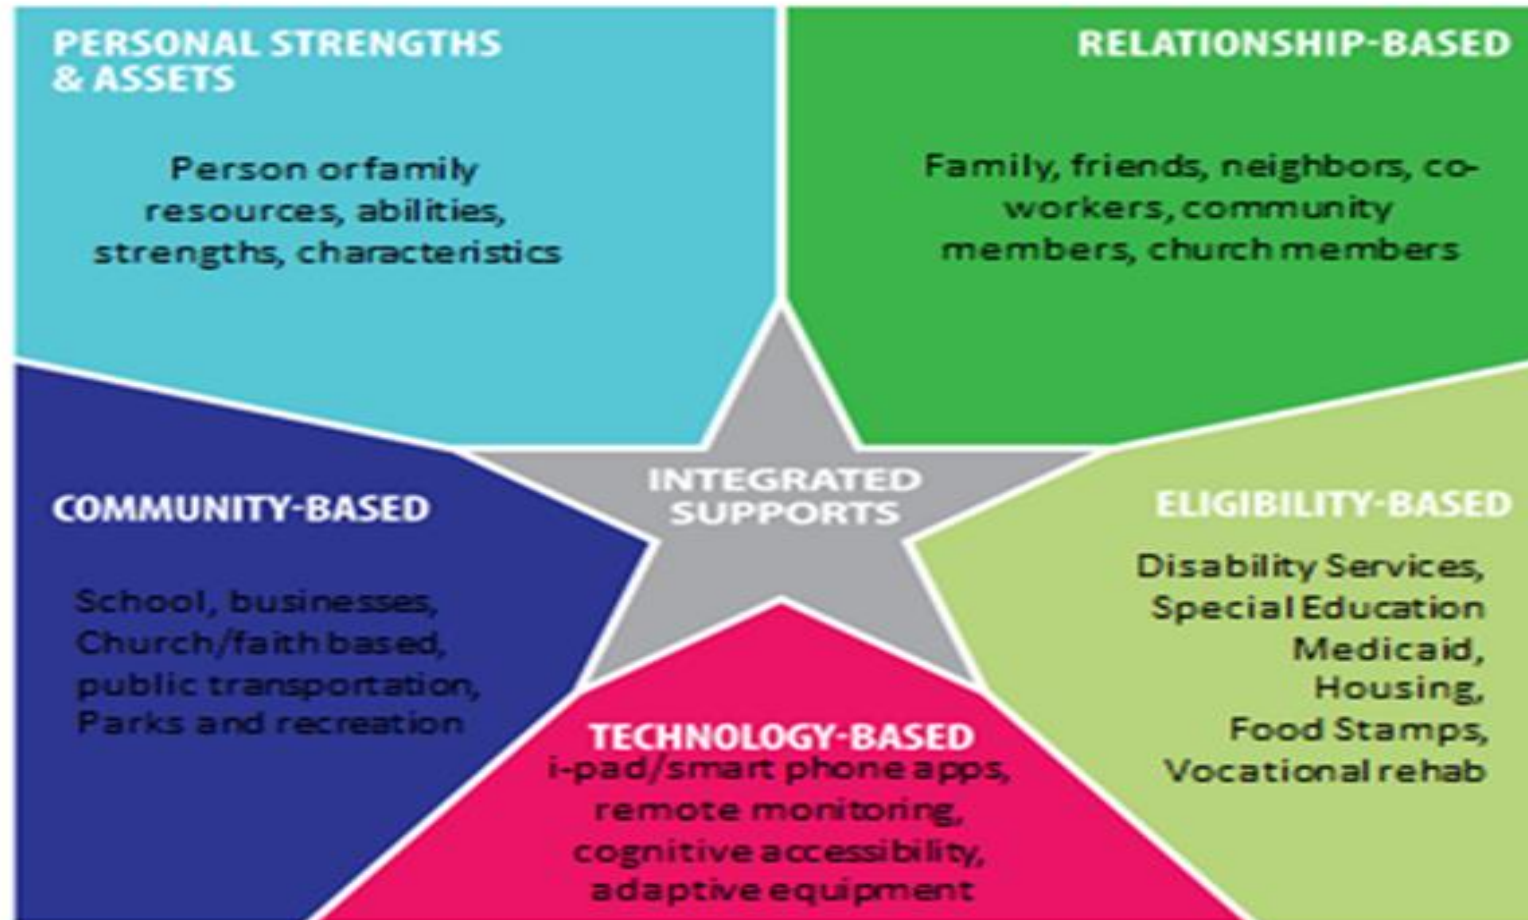 PERSONAL STRENGTHS
& ASSETS
Person or family
resources, abilities,
strengths, characteristics
RELATIONSHIP-BASED
Family, friends, neighbors, co-
workers, community
members, church members
COMMUNITY-BASED
School, businesses,
Church/faith based,
public transportation,
Parks and recreation
INTEGRATED
SUPPORTS
ELIGIBILITY-BASED
Disability Services,
Special Education
Medicaid,
Housing,
Food Stamps,
Vocational rehab
TECHNOLOGY-BASED
i-pad/smart phone apps,
remote monitoring,
cognitive accessibility,
adaptive equipment